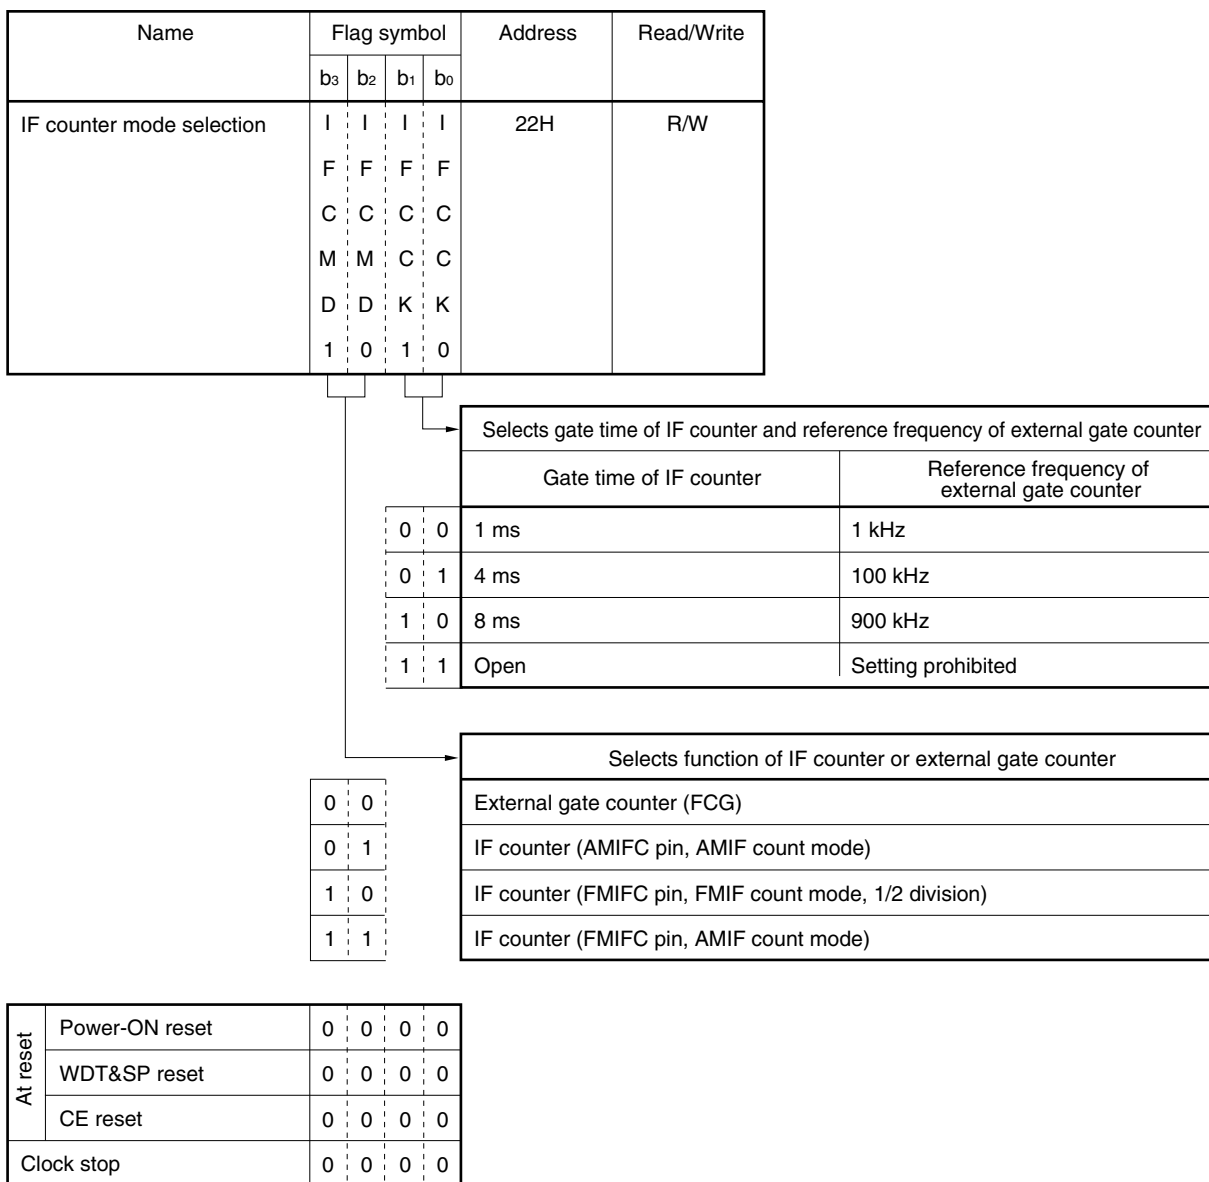 Name Flag symbol Address Read/Write
b3 b2 b1 b0
IF counter mode selection I I I I 22H R/W
F F F F
C C C C
M M C C
D D K K
1 0 1 0
Selects gate time of IF counter and reference frequency of external gate counter
Gate time of IF counter Reference frequency of
external gate counter
0 0 1 ms 1 kHz
0 1 4 ms 100 kHz
1 0 8 ms 900 kHz
1 1 Open Setting prohibited
Selects function of IF counter or external gate counter
0 0 External gate counter (FCG)
0 1 IF counter (AMIFC pin, AMIF count mode)
1 0 IF counter (FMIFC pin, FMIF count mode, 1/2 division)
1 1 IF counter (FMIFC pin, AMIF count mode)
At reset
Power-ON reset 0 0 0 0
WDT&SP reset 0 0 0 0
CE reset 0 0 0 0
Clock stop 0 0 0 0